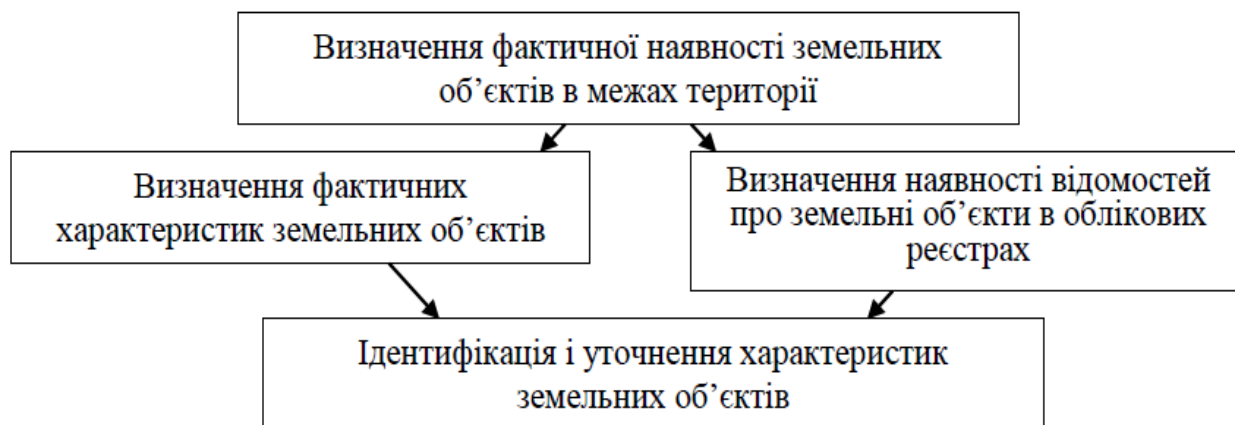 Визначення фактичної наявності земельних
об’єктів в межах території
Визначення фактичних
характеристик земельних об’єктів
Визначення наявності відомостей
про земельні об’єкти в облікових
реєстрах
Ідентифікація і уточнення характеристик
земельних об’єктів